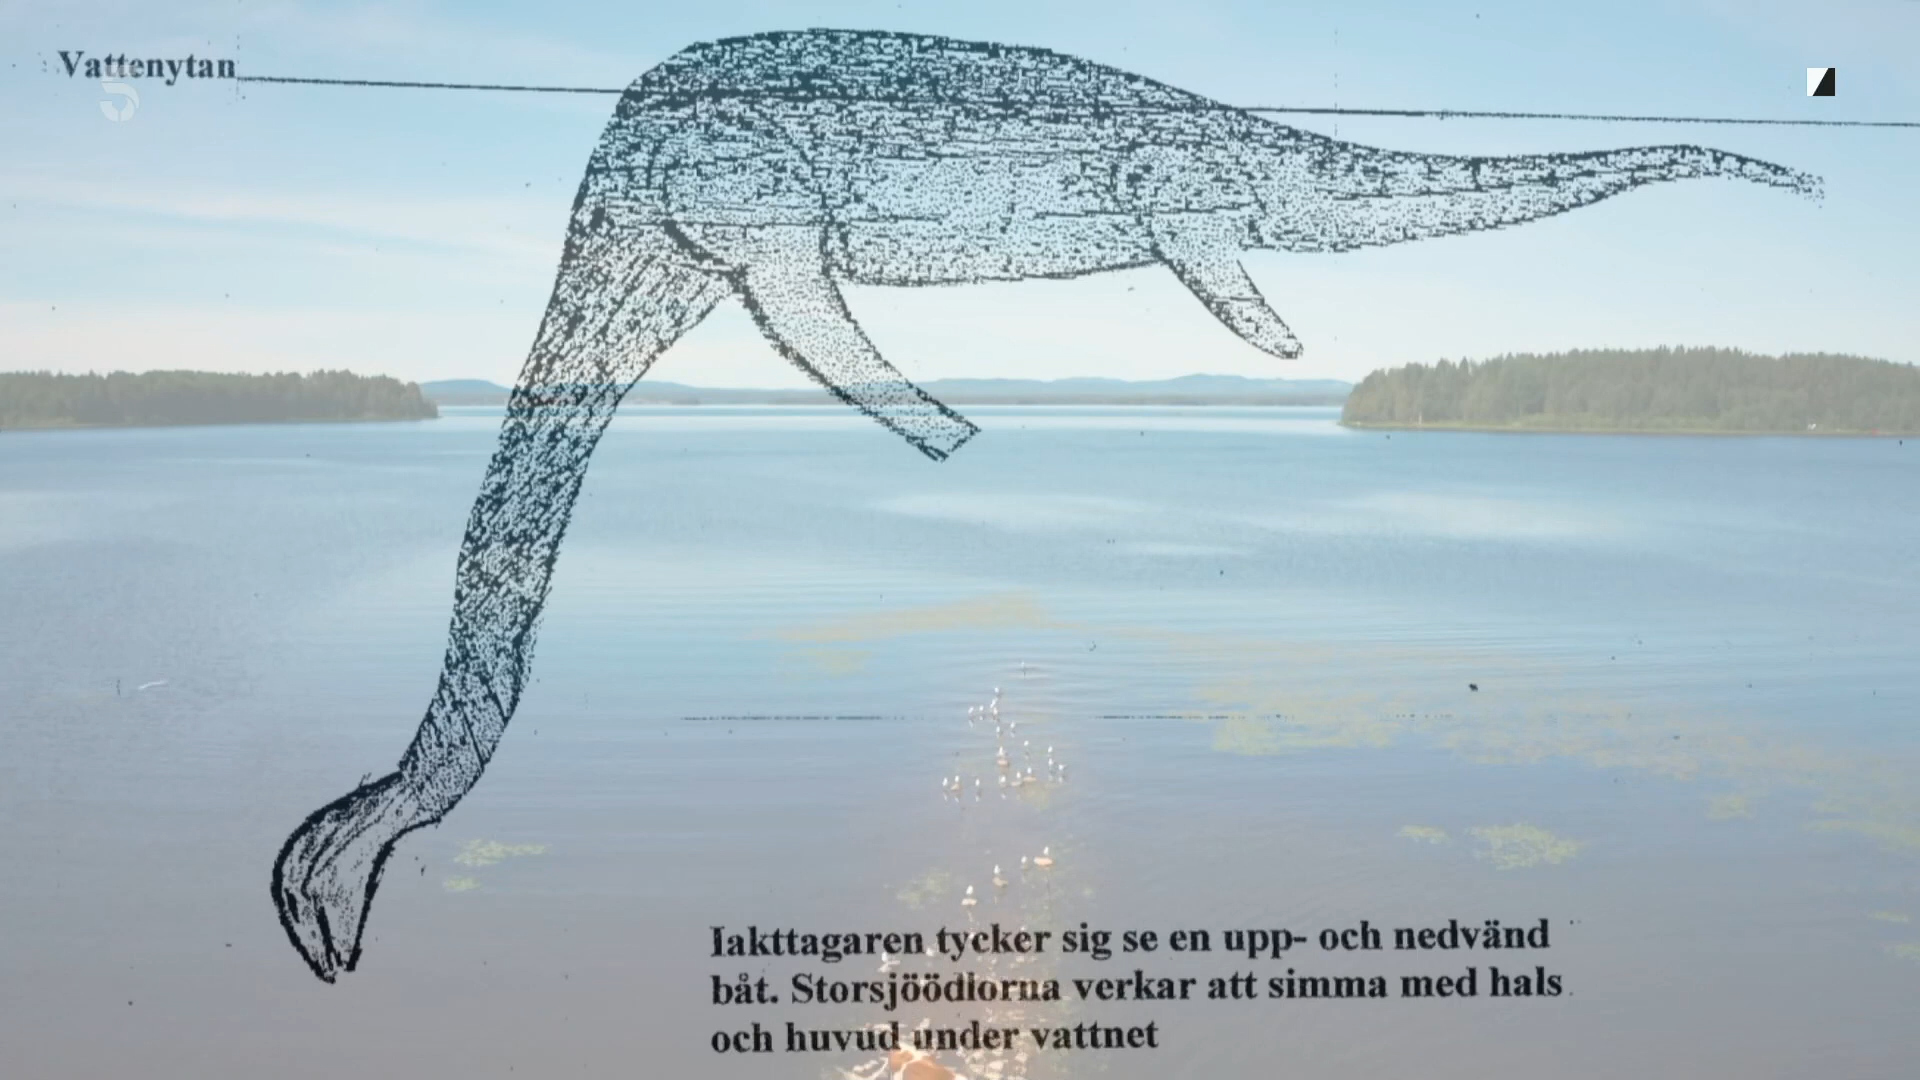 Vattenytan
5
Iakttagaren tycker sig se en upp- och nedvänd
båt. Storsjöödlorna verkar att simma med hals
och huvud under vattnet